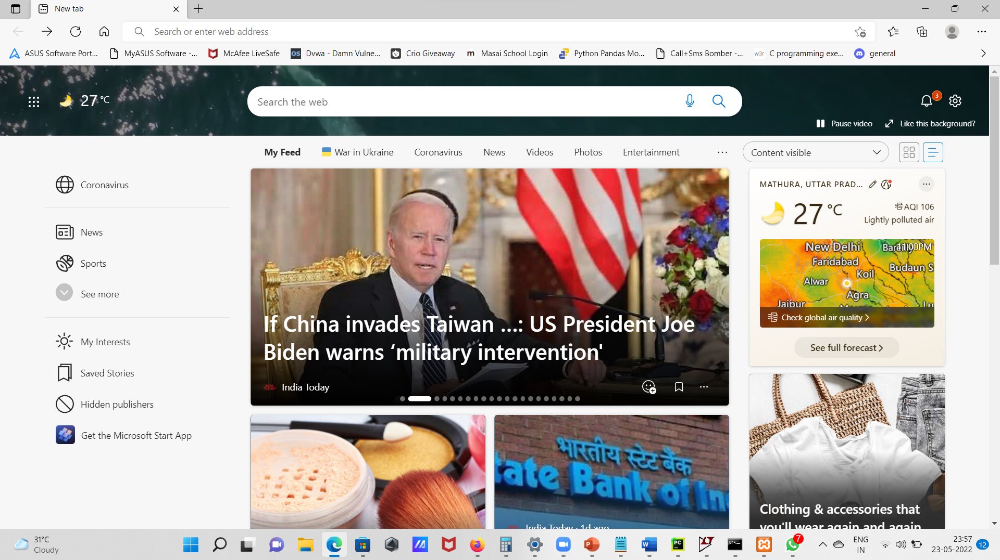 New tab
Search or enter web address
ASUS Software Port...
MyASUS Software -...
McAfee LiveSafe
OS
Dvwa - Damn Vulne...
Crio Giveaway
m
Masai School Login
Python Pandas Mo...
Call+Sms Bomber -...
w3r
C programming exe...
general
27 °C
Search the web
3
Pause video
Like this background?
My Feed
War in Ukraine
Coronavirus
News
Videos
Photos
Entertainment
Content visible
Coronavirus
News
Sports
See more
My Interests
Saved Stories
Hidden publishers
Get the Microsoft Start App
If China invades Taiwan ...: US President Joe
Biden warns ‘military intervention'
India Today
MATHURA, UTTAR PRAD...
27 °C
AQI 106
Lightly polluted air
New Delhi
11:00PM
Faridabad
Budaun
Koil
Alwar
Agra
Jaipur
Check global air quality
See full forecast
भारतीय स्टेट बैंक
tate Bank of In
India Today · 1d ago
Clothing & accessories that
you'll wear again and again
31°C
Cloudy
P
W
PC
C:\_
7
ENG
IN
23:57
23-05-2022
12